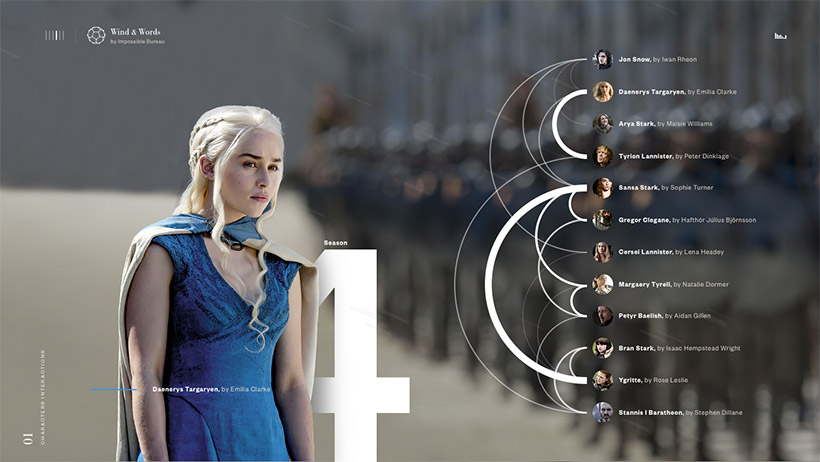 Wind & Words
by Impossible Bureau
Jon Snow, by Iwan Rheon
Daenerys Targaryen, by Emilia Clarke
Arya Stark, by Maisie Williams
Tyrion Lannister, by Peter Dinklage
Sansa Stark, by Sophie Turner
Gregor Clegane, by Hafthór Júlíus Björnsson
Cersei Lannister, by Lena Headey
Margaery Tyrell, by Natalie Dormer
Petyr Baelish, by Aidan Gillen
Bran Stark, by Isaac Hempstead Wright
Ygritte, by Rose Leslie
Stannis I Baratheon, by Stephen Dillane
Season
4
Daenerys Targaryen, by Emilia Clarke
01
CHARACTERS INTERACTIONS